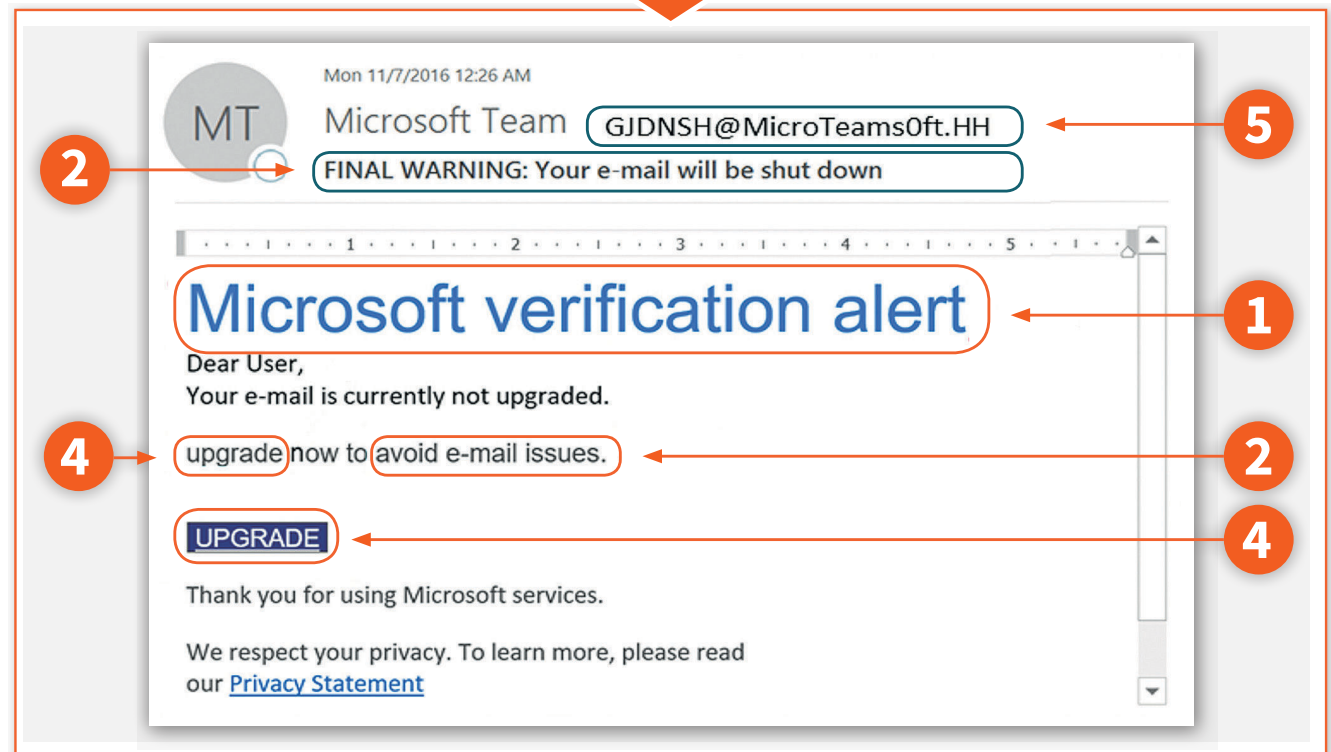 Mon 11/7/2016 12:26 AM
MT
Microsoft Team GJDNSH@MicroTeams0ft.HH
5
2
FINAL WARNING: Your e-mail will be shut down
1 2 3 4 5
Microsoft verification alert
1
Dear User,
Your e-mail is currently not upgraded.
4
upgrade now to avoid e-mail issues.
2
UPGRADE
4
Thank you for using Microsoft services.
We respect your privacy. To learn more, please read
our Privacy Statement